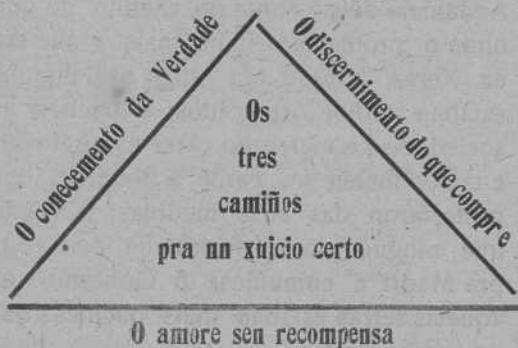 O conecemento da Verdade
O discernimento do que compre
Os
tres
camiños
pra un xuicio certo
O amore sen recompensa